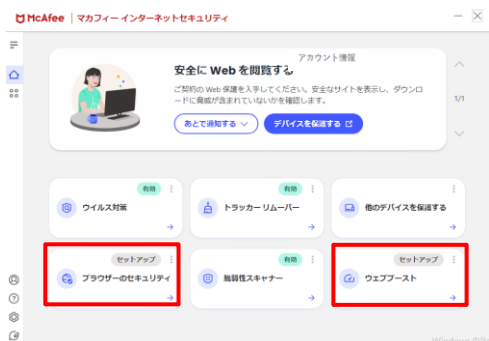 McAfee | マカフィー インターネットセキュリティ
アカウント情報
安全に Web を閲覧する
ご契約の Web 保護を入手してください。安全なサイトを表示し、ダウンロ
ードに脅威が含まれていないかを確認します。
1/1
あとで通知する
デバイスを保護する
有効
ウイルス対策
有効
トラッカー リムーバー
他のデバイスを保護する
セットアップ
ブラウザーのセキュリティ
有効
脆弱性スキャナー
セットアップ
ウェブブースト